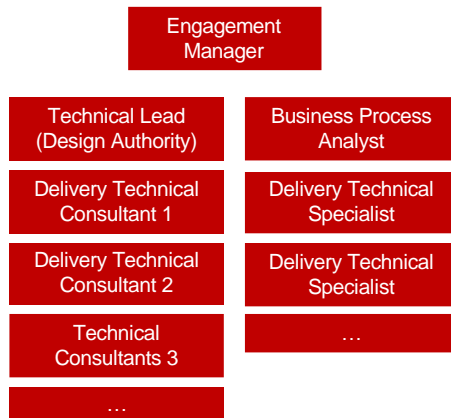 Engagement
Manager
Technical Lead
(Design Authority)
Delivery Technical
Consultant 1
Delivery Technical
Consultant 2
Technical
Consultants 3
…
Business Process
Analyst
Delivery Technical
Specialist
Delivery Technical
Specialist
…